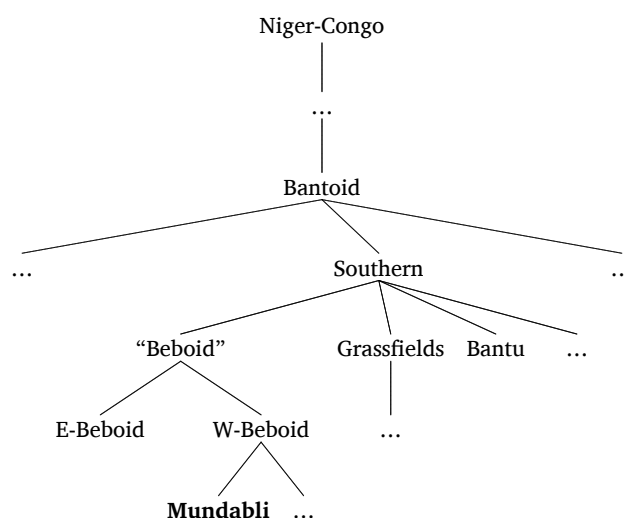 Niger-Congo
…
Bantoid
… Southern ..
“Beboid” Grassfields Bantu …
E-Beboid W-Beboid …
Mundabli …